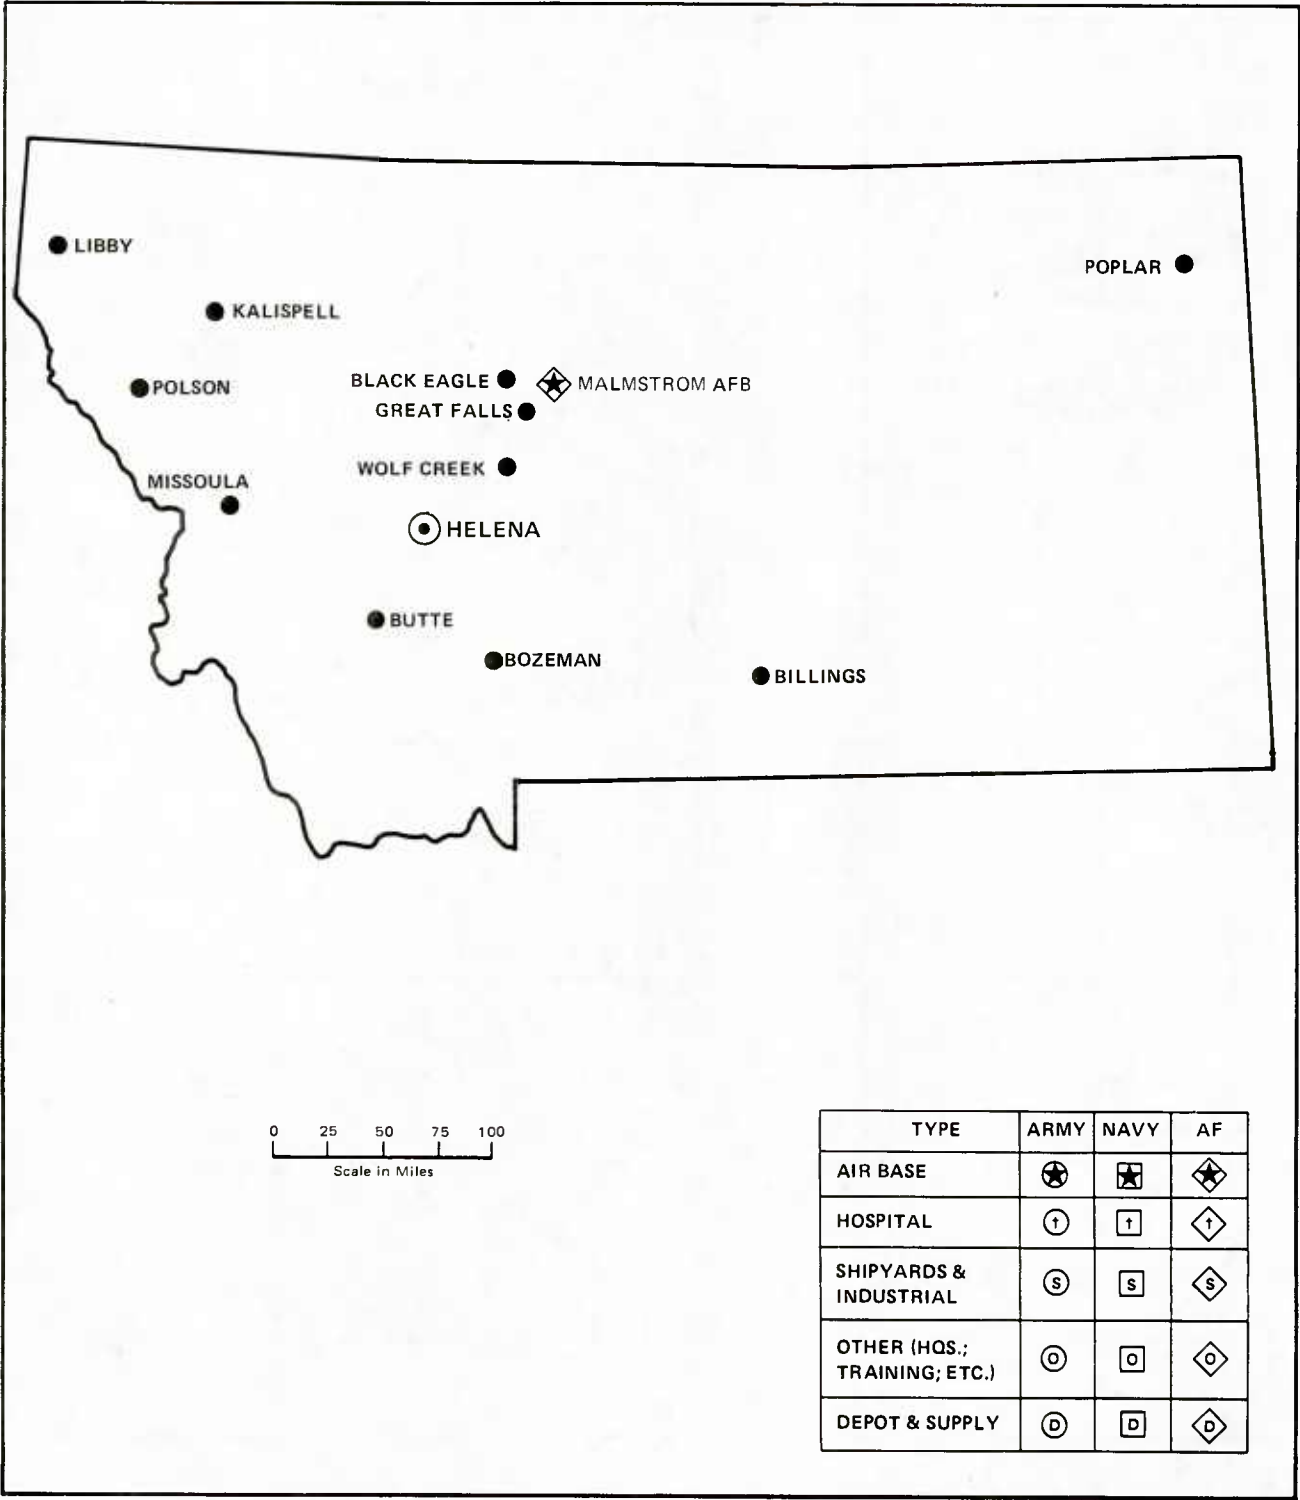 LIBBY
POPLAR
KALISPELL
BLACK EAGLE
MALMSTROM AFB
POLSON
GREAT FALLS
WOLF CREEK
MISSOULA
HELENA
BUTTE
BOZEMAN
BILLINGS
0 25 50 75 100
Scale in Miles
TYPE ARMY NAVY AF
AIR BASE
HOSPITAL † † †
SHIPYARDS &
INDUSTRIAL S S S
OTHER (HQS.;
TRAINING; ETC.) O O O
DEPOT & SUPPLY D D D